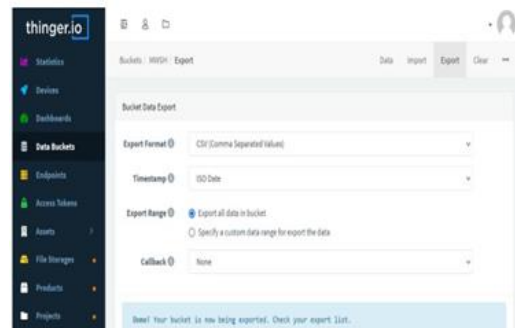 thinger.io
Statistics
Devices
Dashboards
Data Buckets
Endpoints
Access Tokens
Assets
File Storages
Products
Projects
Buckets / MWSH / Export
Data Import Export Clear
Bucket Data Export
Export Format
CSV (Comma Separated Values)
Timestamp
ISO Date
Export Range
Export all data in bucket
Specify a custom data range for export the data
Callback
None
Done! Your bucket is now being exported. Check your export list.